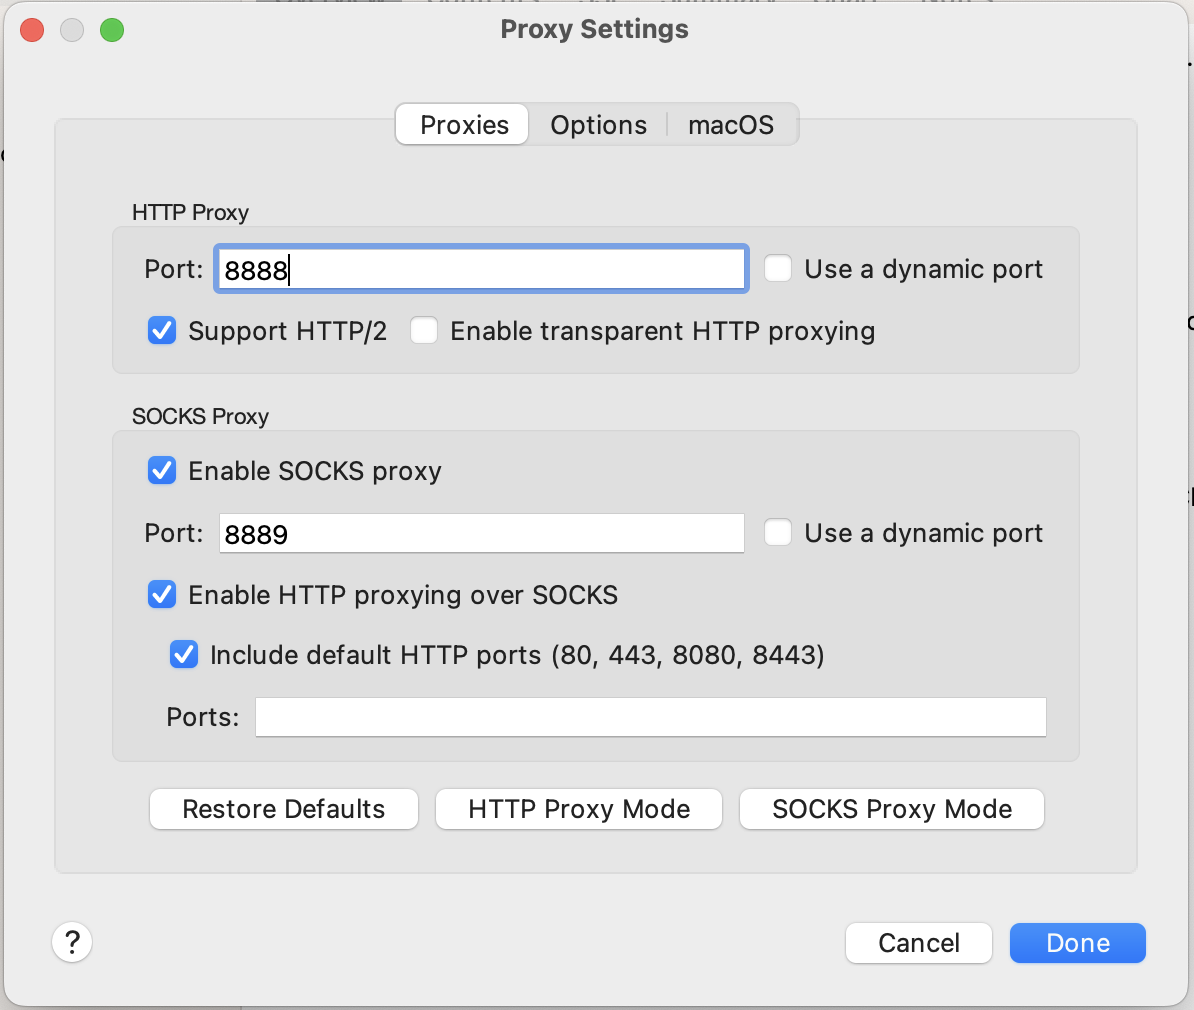 Proxy Settings
Proxies Options macOS
HTTP Proxy
Port: 8888 Use a dynamic port
Support HTTP/2 Enable transparent HTTP proxying
SOCKS Proxy
Enable SOCKS proxy
Port: 8889 Use a dynamic port
Enable HTTP proxying over SOCKS
Include default HTTP ports (80, 443, 8080, 8443)
Ports:
Restore Defaults HTTP Proxy Mode SOCKS Proxy Mode
? Cancel Done